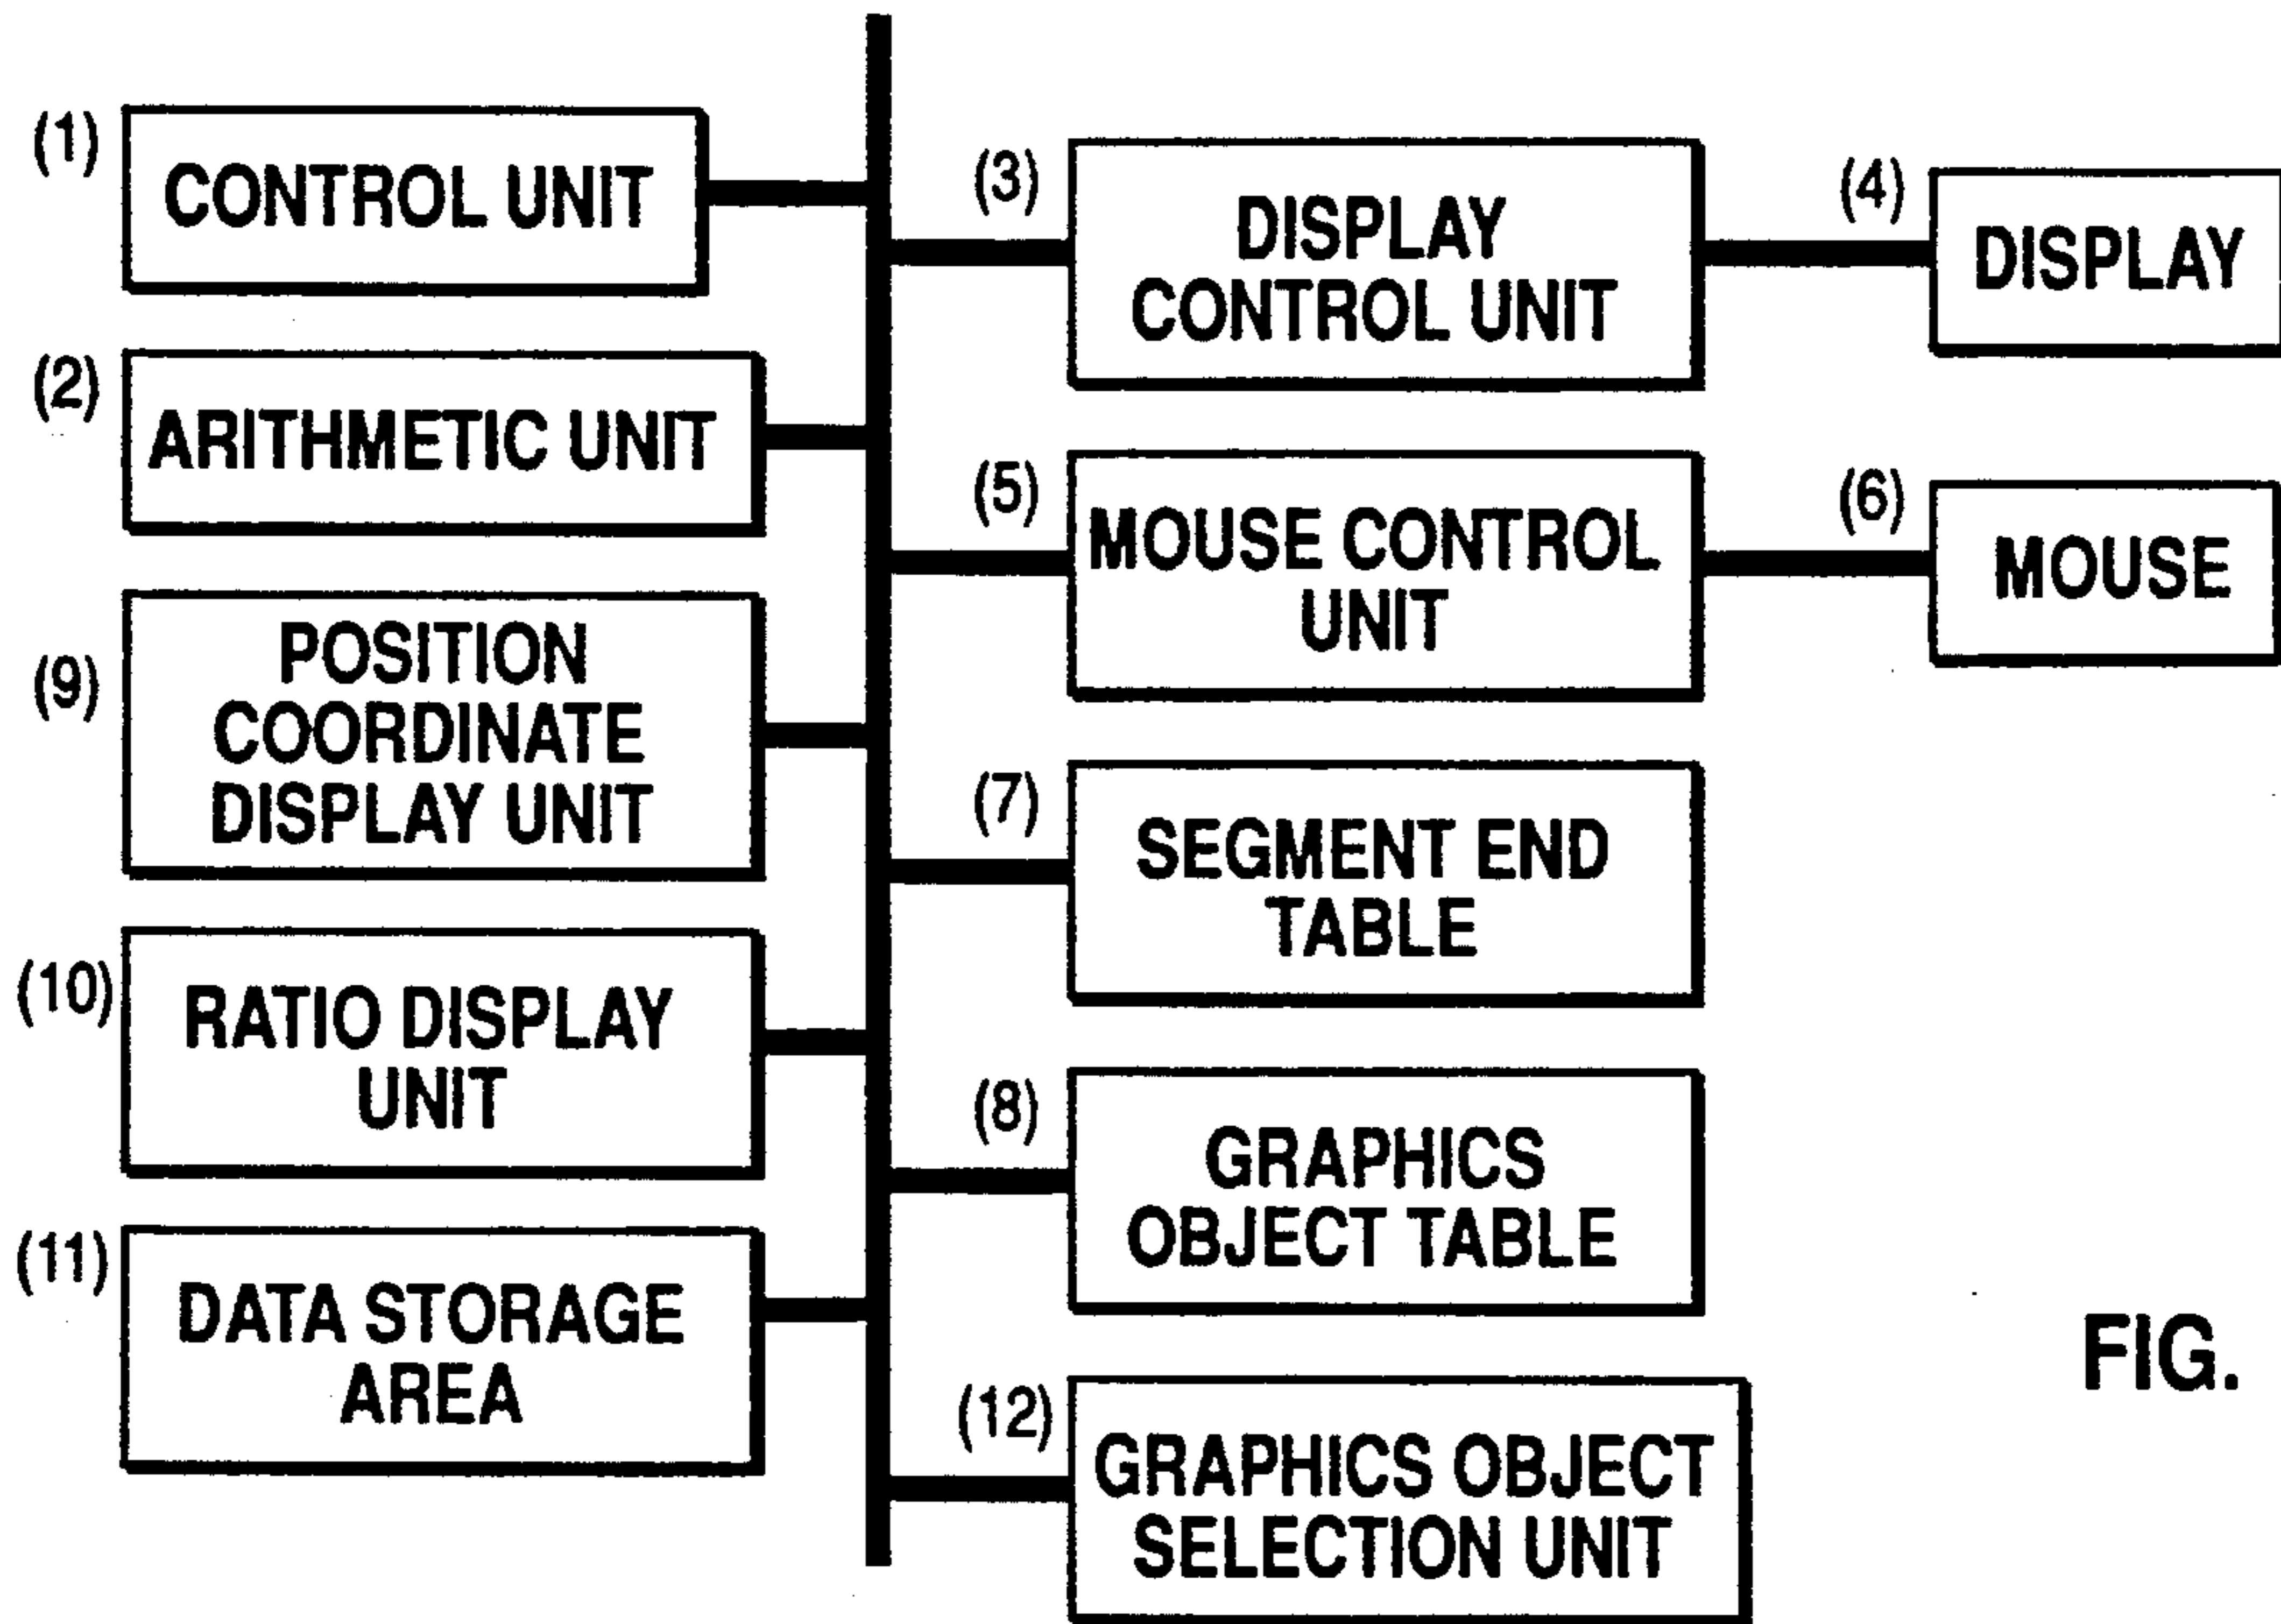 (1)
CONTROL UNIT
(2)
ARITHMETIC UNIT
(9)
POSITION
COORDINATE
DISPLAY UNIT
(10)
RATIO DISPLAY
UNIT
(11)
DATA STORAGE
AREA
(3)
DISPLAY
CONTROL UNIT
(4)
DISPLAY
(5)
MOUSE CONTROL
UNIT
(6)
MOUSE
(7)
SEGMENT END
TABLE
(8)
GRAPHICS
OBJECT TABLE
(12)
GRAPHICS OBJECT
SELECTION UNIT
FIG.